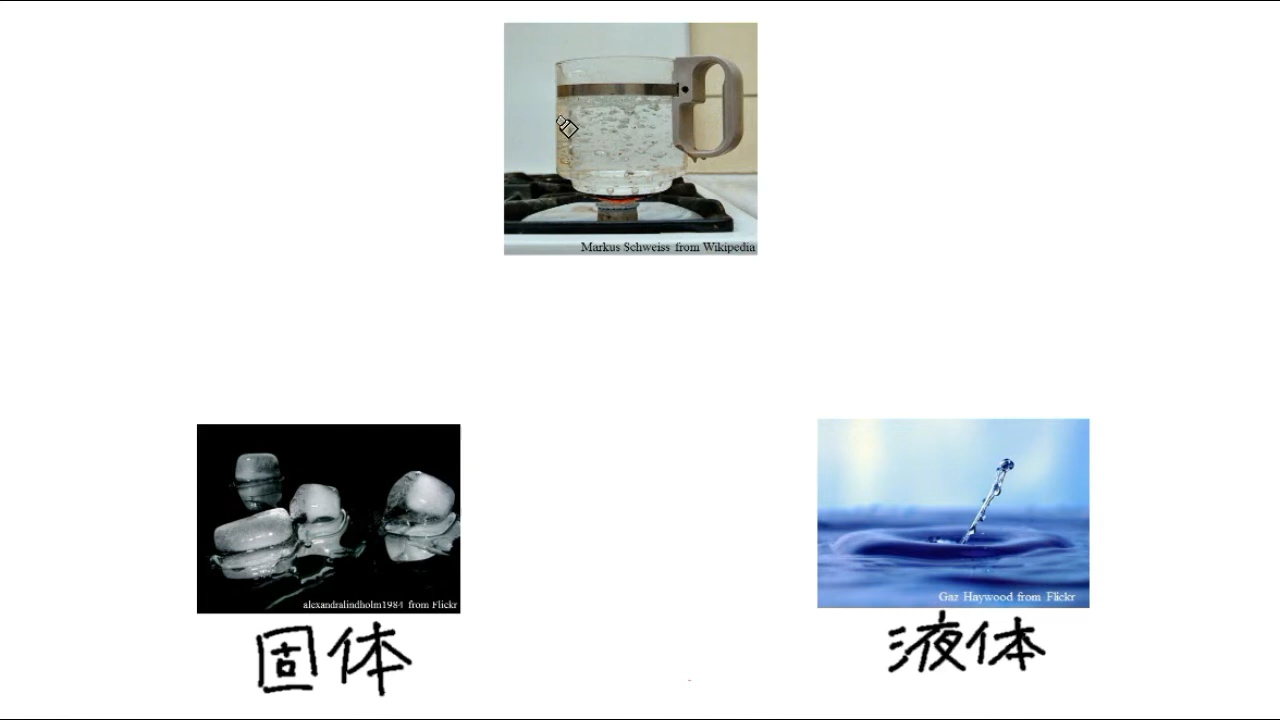 Markus Schweiss from Wikipedia
alexandralindholm1984 from Flickr
Gaz Haywood from Flickr
固体
液体